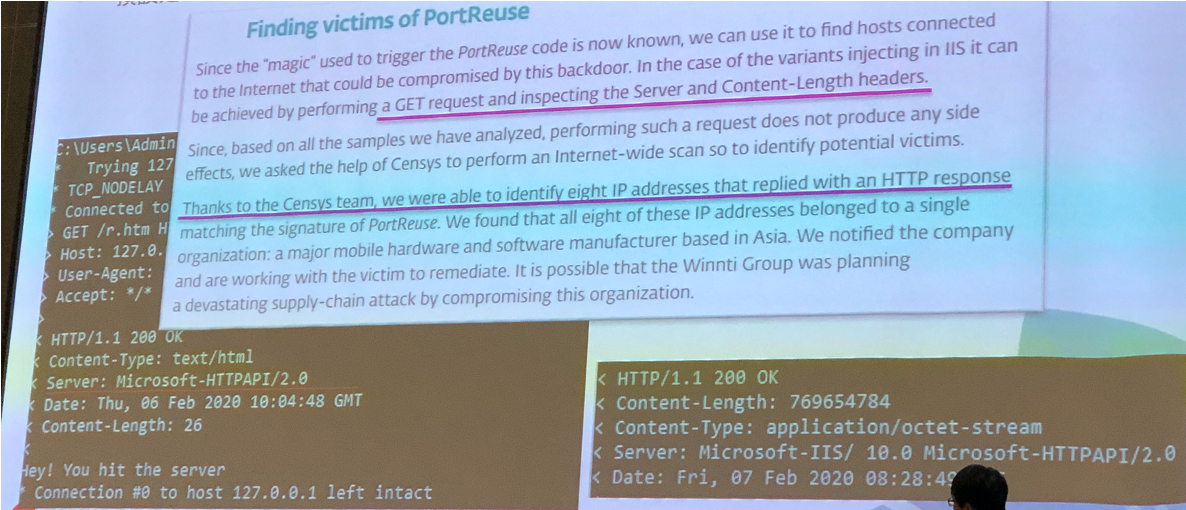 Finding victims of PortReuse
Since the "magic" used to trigger the PortReuse code is now known, we can use it to find hosts connected
to the Internet that could be compromised by this backdoor. In the case of the variants injecting in IIS it can
be achieved by performing a GET request and inspecting the Server and Content-Length headers.
Since, based on all the samples we have analyzed, performing such a request does not produce any side
effects, we asked the help of Censys to perform an Internet-wide scan so to identify potential victims.
Thanks to the Censys team, we were able to identify eight IP addresses that replied with an HTTP response
matching the signature of PortReuse. We found that all eight of these IP addresses belonged to a single
organization: a major mobile hardware and software manufacturer based in Asia. We notified the company
and are working with the victim to remediate. It is possible that the Winnti Group was planning
a devastating supply-chain attack by compromising this organization.
C:\Users\Admin
* Trying 127
* TCP_NODELAY
* Connected to
> GET /r.htm H
> Host: 127.0.
> User-Agent:
> Accept: */*
>
< HTTP/1.1 200 OK
< Content-Type: text/html
< Server: Microsoft-HTTPAPI/2.0
< Date: Thu, 06 Feb 2020 10:04:48 GMT
< Content-Length: 26
<
Hey! You hit the server
* Connection #0 to host 127.0.0.1 left intact
< HTTP/1.1 200 OK
< Content-Length: 769654784
< Content-Type: application/octet-stream
< Server: Microsoft-IIS/ 10.0 Microsoft-HTTPAPI/2.0
< Date: Fri, 07 Feb 2020 08:28:49